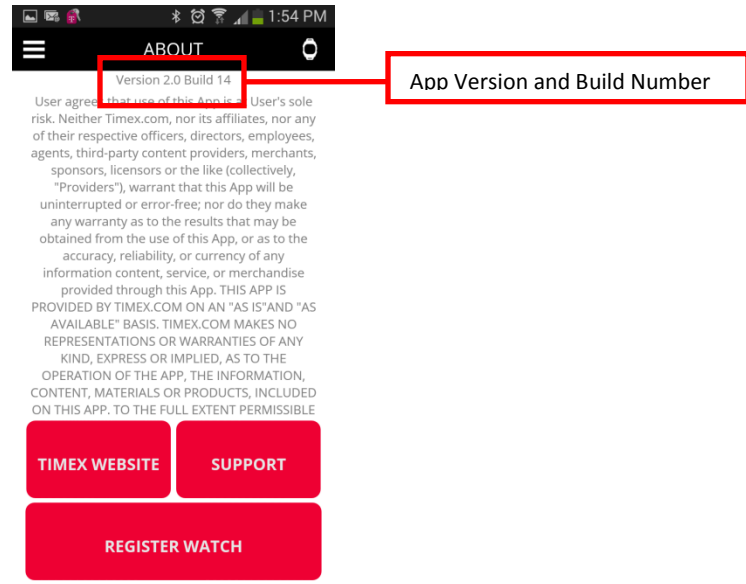 1:54 PM
ABOUT
Version 2.0 Build 14
App Version and Build Number
User agrees that use of this App is at User's sole
risk. Neither Timex.com, nor its affiliates, nor any
of their respective officers, directors, employees,
agents, third-party content providers, merchants,
sponsors, licensors or the like (collectively,
"Providers"), warrant that this App will be
uninterrupted or error-free; nor do they make
any warranty as to the results that may be
obtained from the use of this App, or as to the
accuracy, reliability, or currency of any
information content, service, or merchandise
provided through this App. THIS APP IS
PROVIDED BY TIMEX.COM ON AN "AS IS"AND "AS
AVAILABLE" BASIS. TIMEX.COM MAKES NO
REPRESENTATIONS OR WARRANTIES OF ANY
KIND, EXPRESS OR IMPLIED, AS TO THE
OPERATION OF THE APP, THE INFORMATION,
CONTENT, MATERIALS OR PRODUCTS, INCLUDED
ON THIS APP. TO THE FULL EXTENT PERMISSIBLE
TIMEX WEBSITE
SUPPORT
REGISTER WATCH